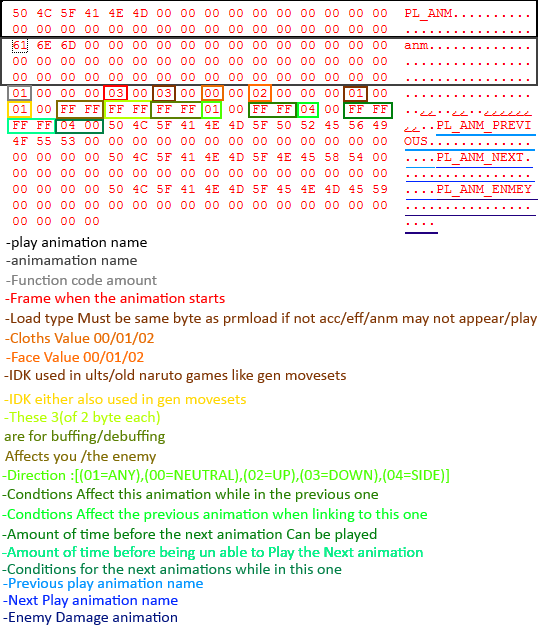 50 4C 5F 41 4E 4D 00 00 00 00 00 00 00 00 00 00 PL_ANM..........
00 00 00 00 00 00 00 00 00 00 00 00 00 00 00 00 ................
61 6E 6D 00 00 00 00 00 00 00 00 00 00 00 00 00 anm.............
00 00 00 00 00 00 00 00 00 00 00 00 00 00 00 00 ................
00 00 00 00 00 00 00 00 00 00 00 00 00 00 00 00 ................
01 00 00 00 03 00 03 00 00 00 02 00 00 00 01 00 ................
01 00 FF FF FF FF FF FF 01 00 FF FF 04 00 FF FF
FF FF 04 00 50 4C 5F 41 4E 4D 5F 50 52 45 56 49 ..PL_ANM_PREVI
4F 55 53 00 00 00 00 00 00 00 00 00 00 00 00 00 OUS.............
00 00 00 00 50 4C 5F 41 4E 4D 5F 4E 45 58 54 00 ....PL_ANM_NEXT.
00 00 00 00 00 00 00 00 00 00 00 00 00 00 00 00 ................
00 00 00 00 50 4C 5F 41 4E 4D 5F 45 4E 4D 45 59 ....PL_ANM_ENMEY
00 00 00 00 00 00 00 00 00 00 00 00 00 00 00 00 ................
00 00 00 00 ....
-play animation name
-animamation name
-Function code amount
-Frame when the animation starts
-Load type Must be same byte as prmload if not acc/eff/anm may not appear/play
-Cloths Value 00/01/02
-Face Value 00/01/02
-IDK used in ults/old naruto games like gen movesets
-IDK either also used in gen movesets
-These 3(of 2 byte each)
are for buffing/debuffing
Affects you /the enemy
-Direction :[(01=ANY),(00=NEUTRAL),(02=UP),(03=DOWN),(04=SIDE)]
-Condtions Affect this animation while in the previous one
-Condtions Affect the previous animation when linking to this one
-Amount of time before the next animation Can be played
-Amount of time before being un able to Play the Next animation
-Conditions for the next animations while in this one
-Previous play animation name
-Next Play animation name
-Enemy Damage animation